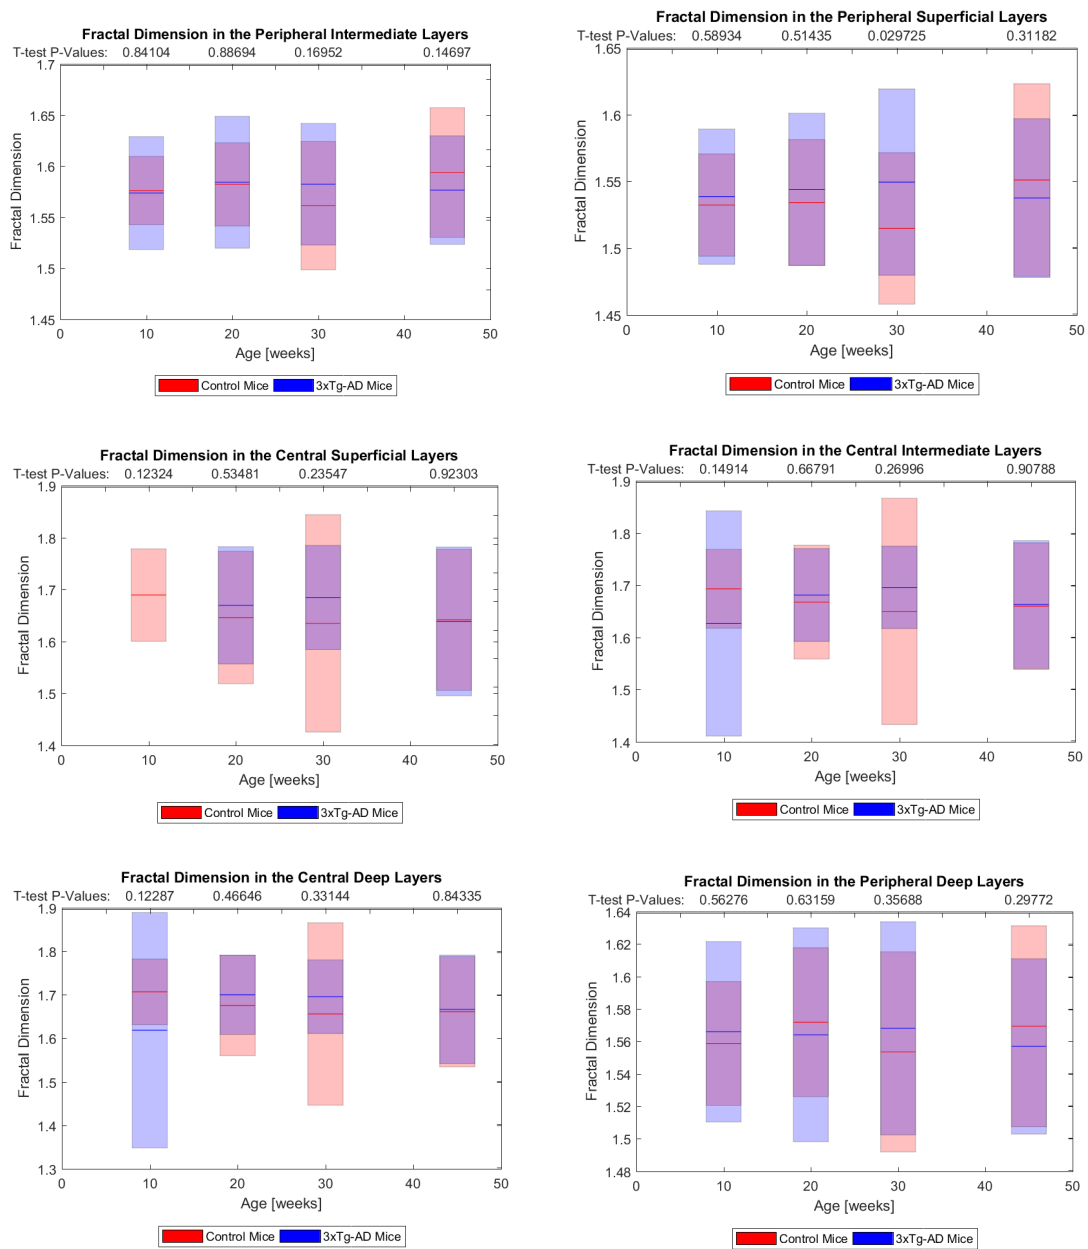 Fractal Dimension in the Peripheral Intermediate Layers
T-test P-Values: 0.84104 0.88694 0.16952 0.14697
1.7
1.65
1.6
1.55
1.5
1.45
Fractal Dimension
0 10 20 30 40 50
Age [weeks]
Control Mice 3xTg-AD Mice
Fractal Dimension in the Peripheral Superficial Layers
T-test P-Values: 0.58934 0.51435 0.029725 0.31182
1.65
1.6
1.55
1.5
1.45
Fractal Dimension
0 10 20 30 40 50
Age [weeks]
Control Mice 3xTg-AD Mice
Fractal Dimension in the Central Superficial Layers
T-test P-Values: 0.12324 0.53481 0.23547 0.92303
1.9
1.8
1.7
1.6
1.5
1.4
Fractal Dimension
0 10 20 30 40 50
Age [weeks]
Control Mice 3xTg-AD Mice
Fractal Dimension in the Central Intermediate Layers
T-test P-Values: 0.14914 0.66791 0.26996 0.90788
1.9
1.8
1.7
1.6
1.5
1.4
Fractal Dimension
0 10 20 30 40 50
Age [weeks]
Control Mice 3xTg-AD Mice
Fractal Dimension in the Central Deep Layers
T-test P-Values: 0.12287 0.46646 0.33144 0.84335
1.9
1.8
1.7
1.6
1.5
1.4
1.3
Fractal Dimension
0 10 20 30 40 50
Age [weeks]
Control Mice 3xTg-AD Mice
Fractal Dimension in the Peripheral Deep Layers
T-test P-Values: 0.56276 0.63159 0.35688 0.29772
1.64
1.62
1.6
1.58
1.56
1.54
1.52
1.5
1.48
Fractal Dimension
0 10 20 30 40 50
Age [weeks]
Control Mice 3xTg-AD Mice